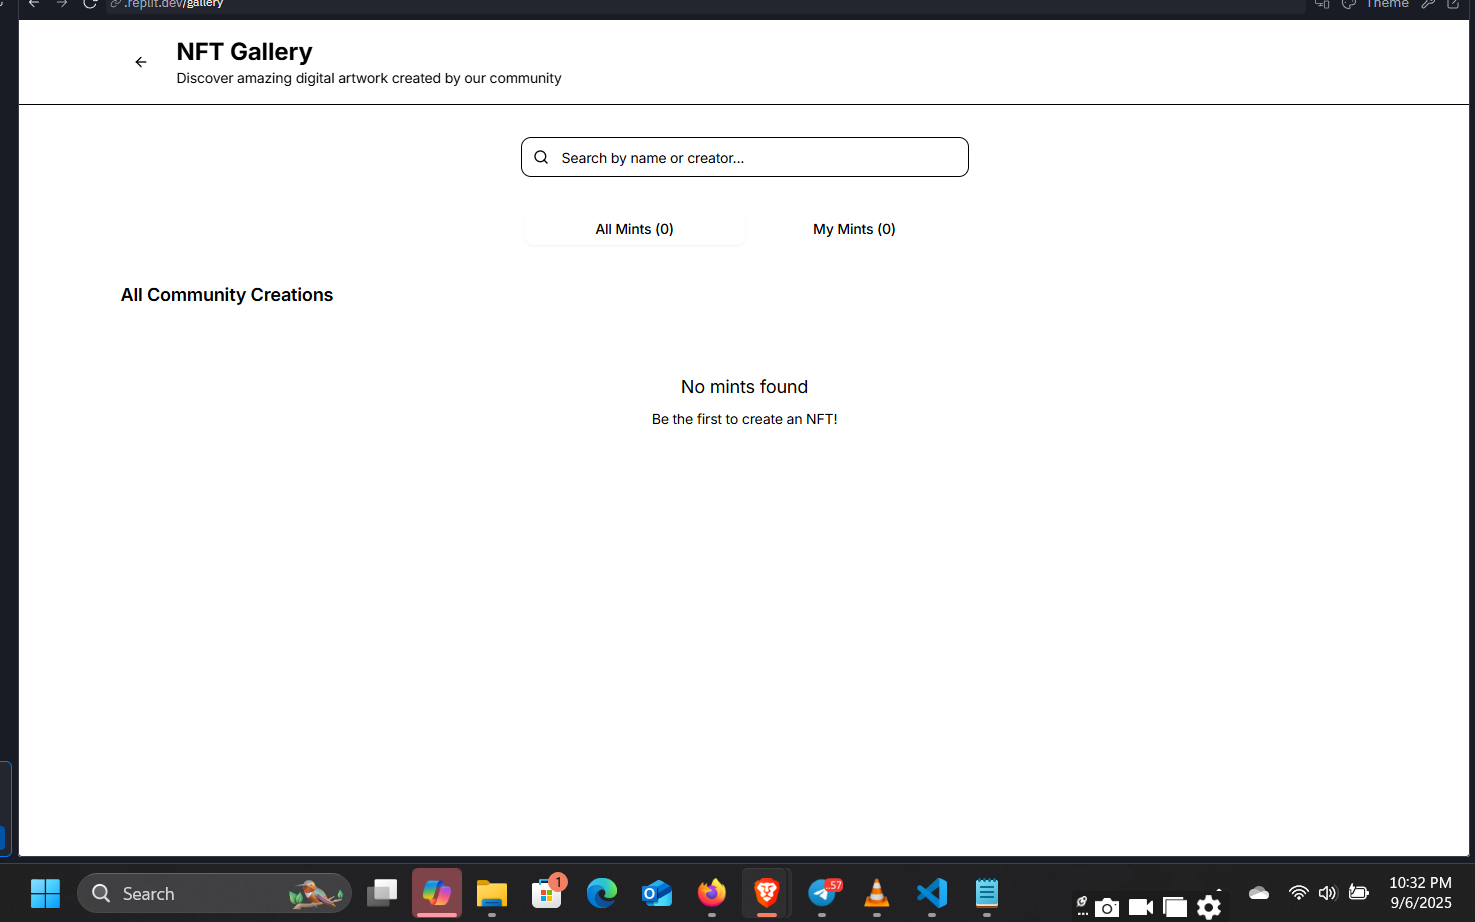 .replit.dev/gallery
Theme
NFT Gallery
Discover amazing digital artwork created by our community
Search by name or creator...
All Mints (0)
My Mints (0)
All Community Creations
No mints found
Be the first to create an NFT!
Search
1
.57
10:32 PM
9/6/2025